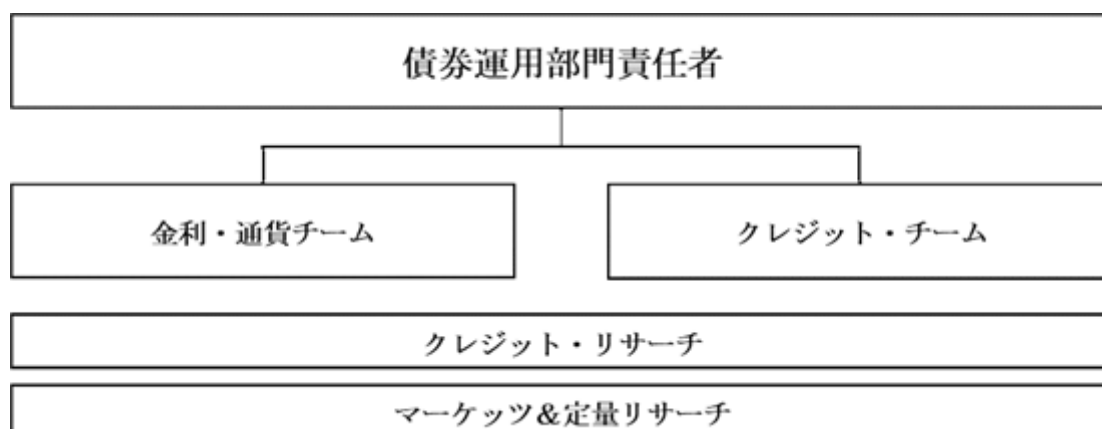 債券運用部門責任者
金利・通貨チーム
クレジット・チーム
クレジット・リサーチ
マーケッツ&定量リサーチ